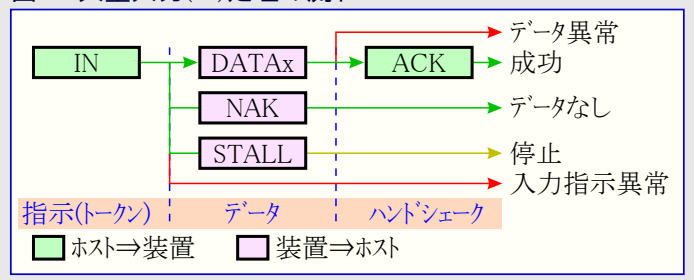 データ異常
IN DATAx ACK 成功
NAK データなし
STALL 停止
入力指示異常
指示(トークン) データ ハンドシェーク
ホスト⇒装置 装置⇒ホスト